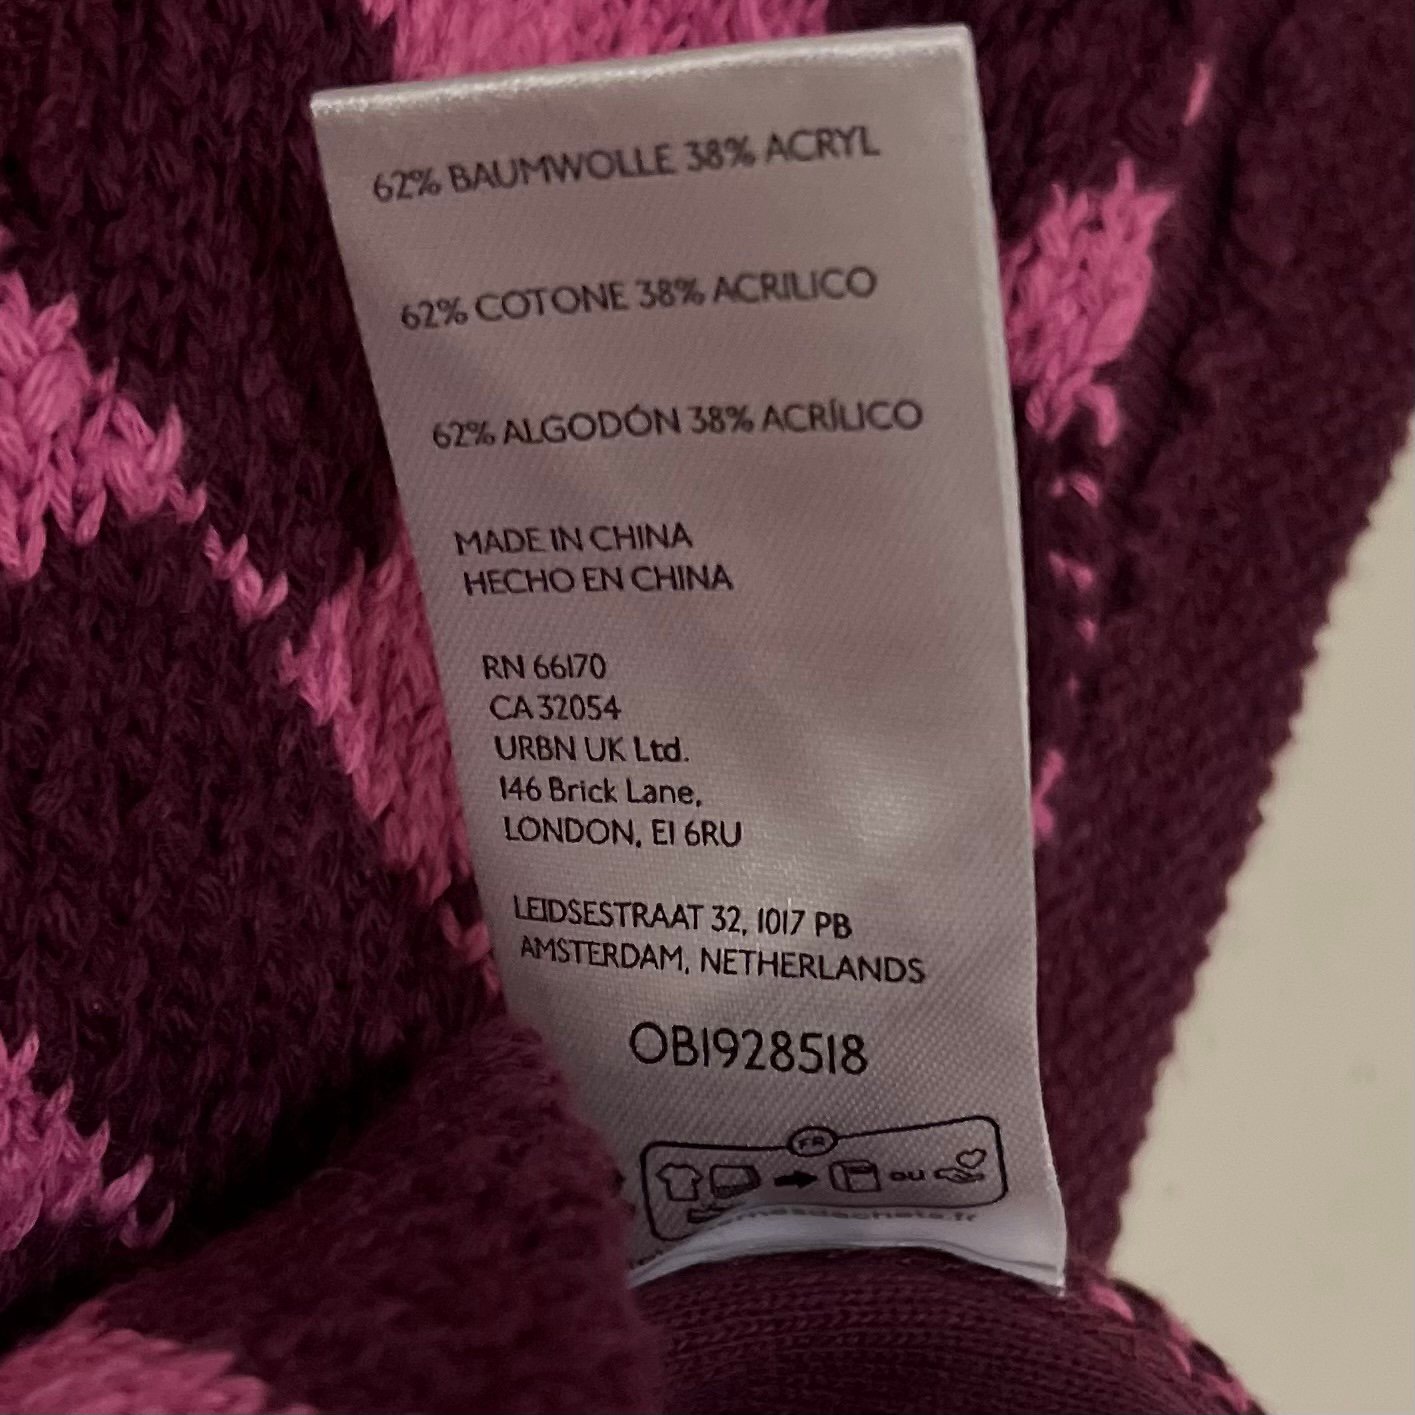 62% BAUMWOLLE 38% ACRYL
62% COTONE 38% ACRILICO
62% ALGODÓN 38% ACRÍLICO
MADE IN CHINA
HECHO EN CHINA
RN 66170
CA 32054
URBN UK Ltd.
146 Brick Lane,
LONDON, E1 6RU
LEIDSESTRAAT 32, 1017 PB
AMSTERDAM, NETHERLANDS
OB1928518
FR
ou